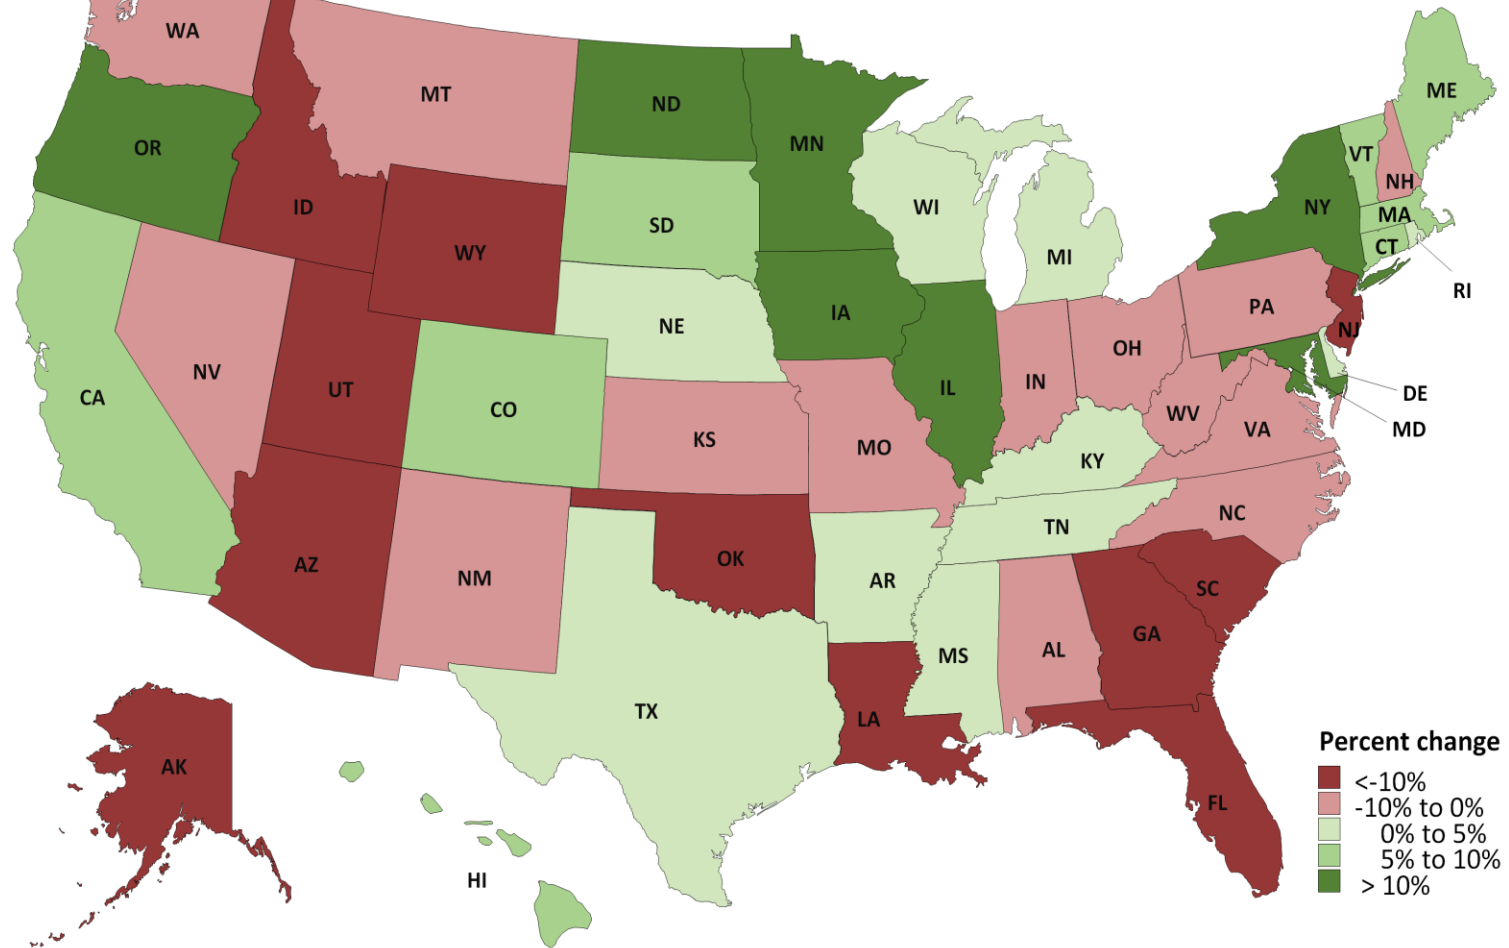 WA
MT
ND
MN
OR
ID
WY
SD
WI
MI
ME
VT
NH
NY
MA
CT
RI
NE
IA
PA
NJ
NV
UT
CO
CA
KS
MO
IL
IN
OH
WV
VA
DE
MD
KY
TN
NC
AZ
NM
OK
AR
SC
GA
MS
AL
TX
LA
FL
AK
HI
Percent change
<-10%
-10% to 0%
0% to 5%
5% to 10%
> 10%